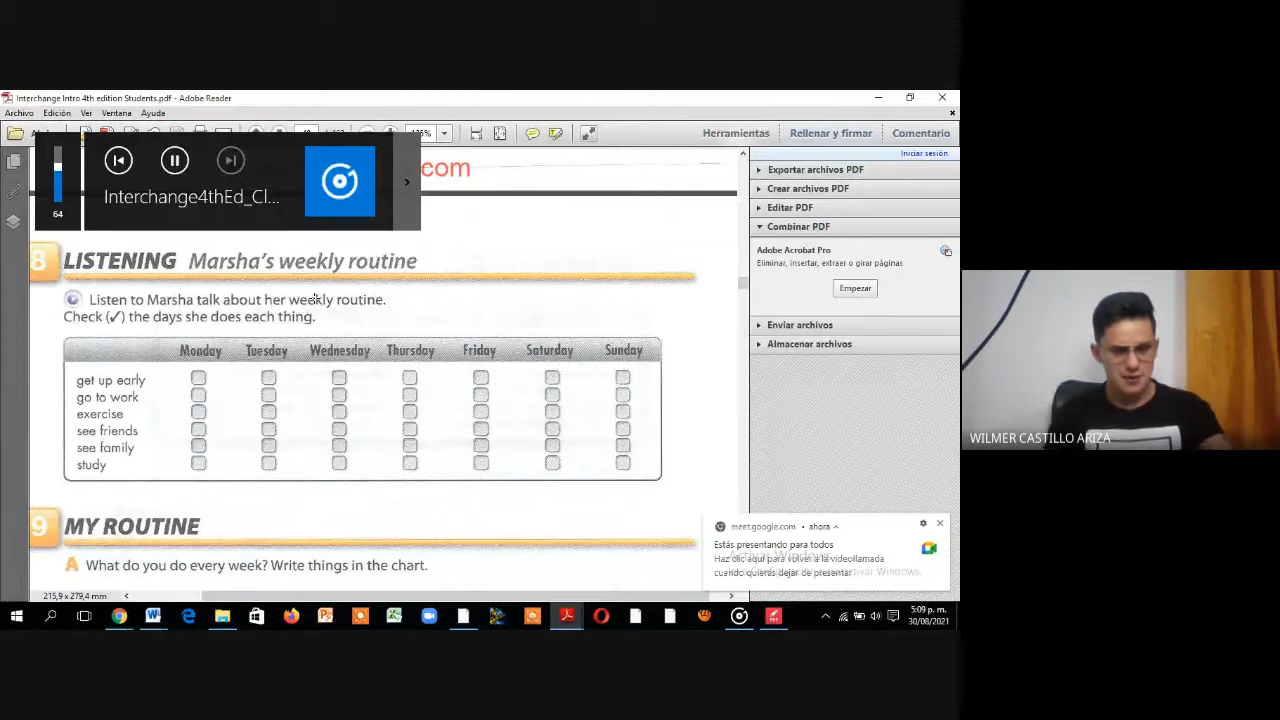 Interchange Intro 4th edition Students.pdf - Adobe Reader
Archivo Edición Ver Ventana Ayuda
Herramientas Rellenar y firmar Comentario
Iniciar sesión
com
Interchange4thEd_Cl...
64
Exportar archivos PDF
Crear archivos PDF
Editar PDF
Combinar PDF
Adobe Acrobat Pro
Eliminar, insertar, extraer o girar páginas
Empezar
Enviar archivos
Almacenar archivos
8 LISTENING Marsha's weekly routine
Listen to Marsha talk about her weekly routine.
Check (✓) the days she does each thing.
Monday Tuesday Wednesday Thursday Friday Saturday Sunday
get up early
go to work
exercise
see friends
see family
study
9 MY ROUTINE
A What do you do every week? Write things in the chart.
215,9 x 279,4 mm
meet.google.com • ahora
Estás presentando para todos
Haz clic aquí para volver a la videollamada
cuando quieras dejar de presentar
Activar Windows
activar Windows.
5:09 p. m.
30/08/2021
WILMER CASTILLO ARIZA